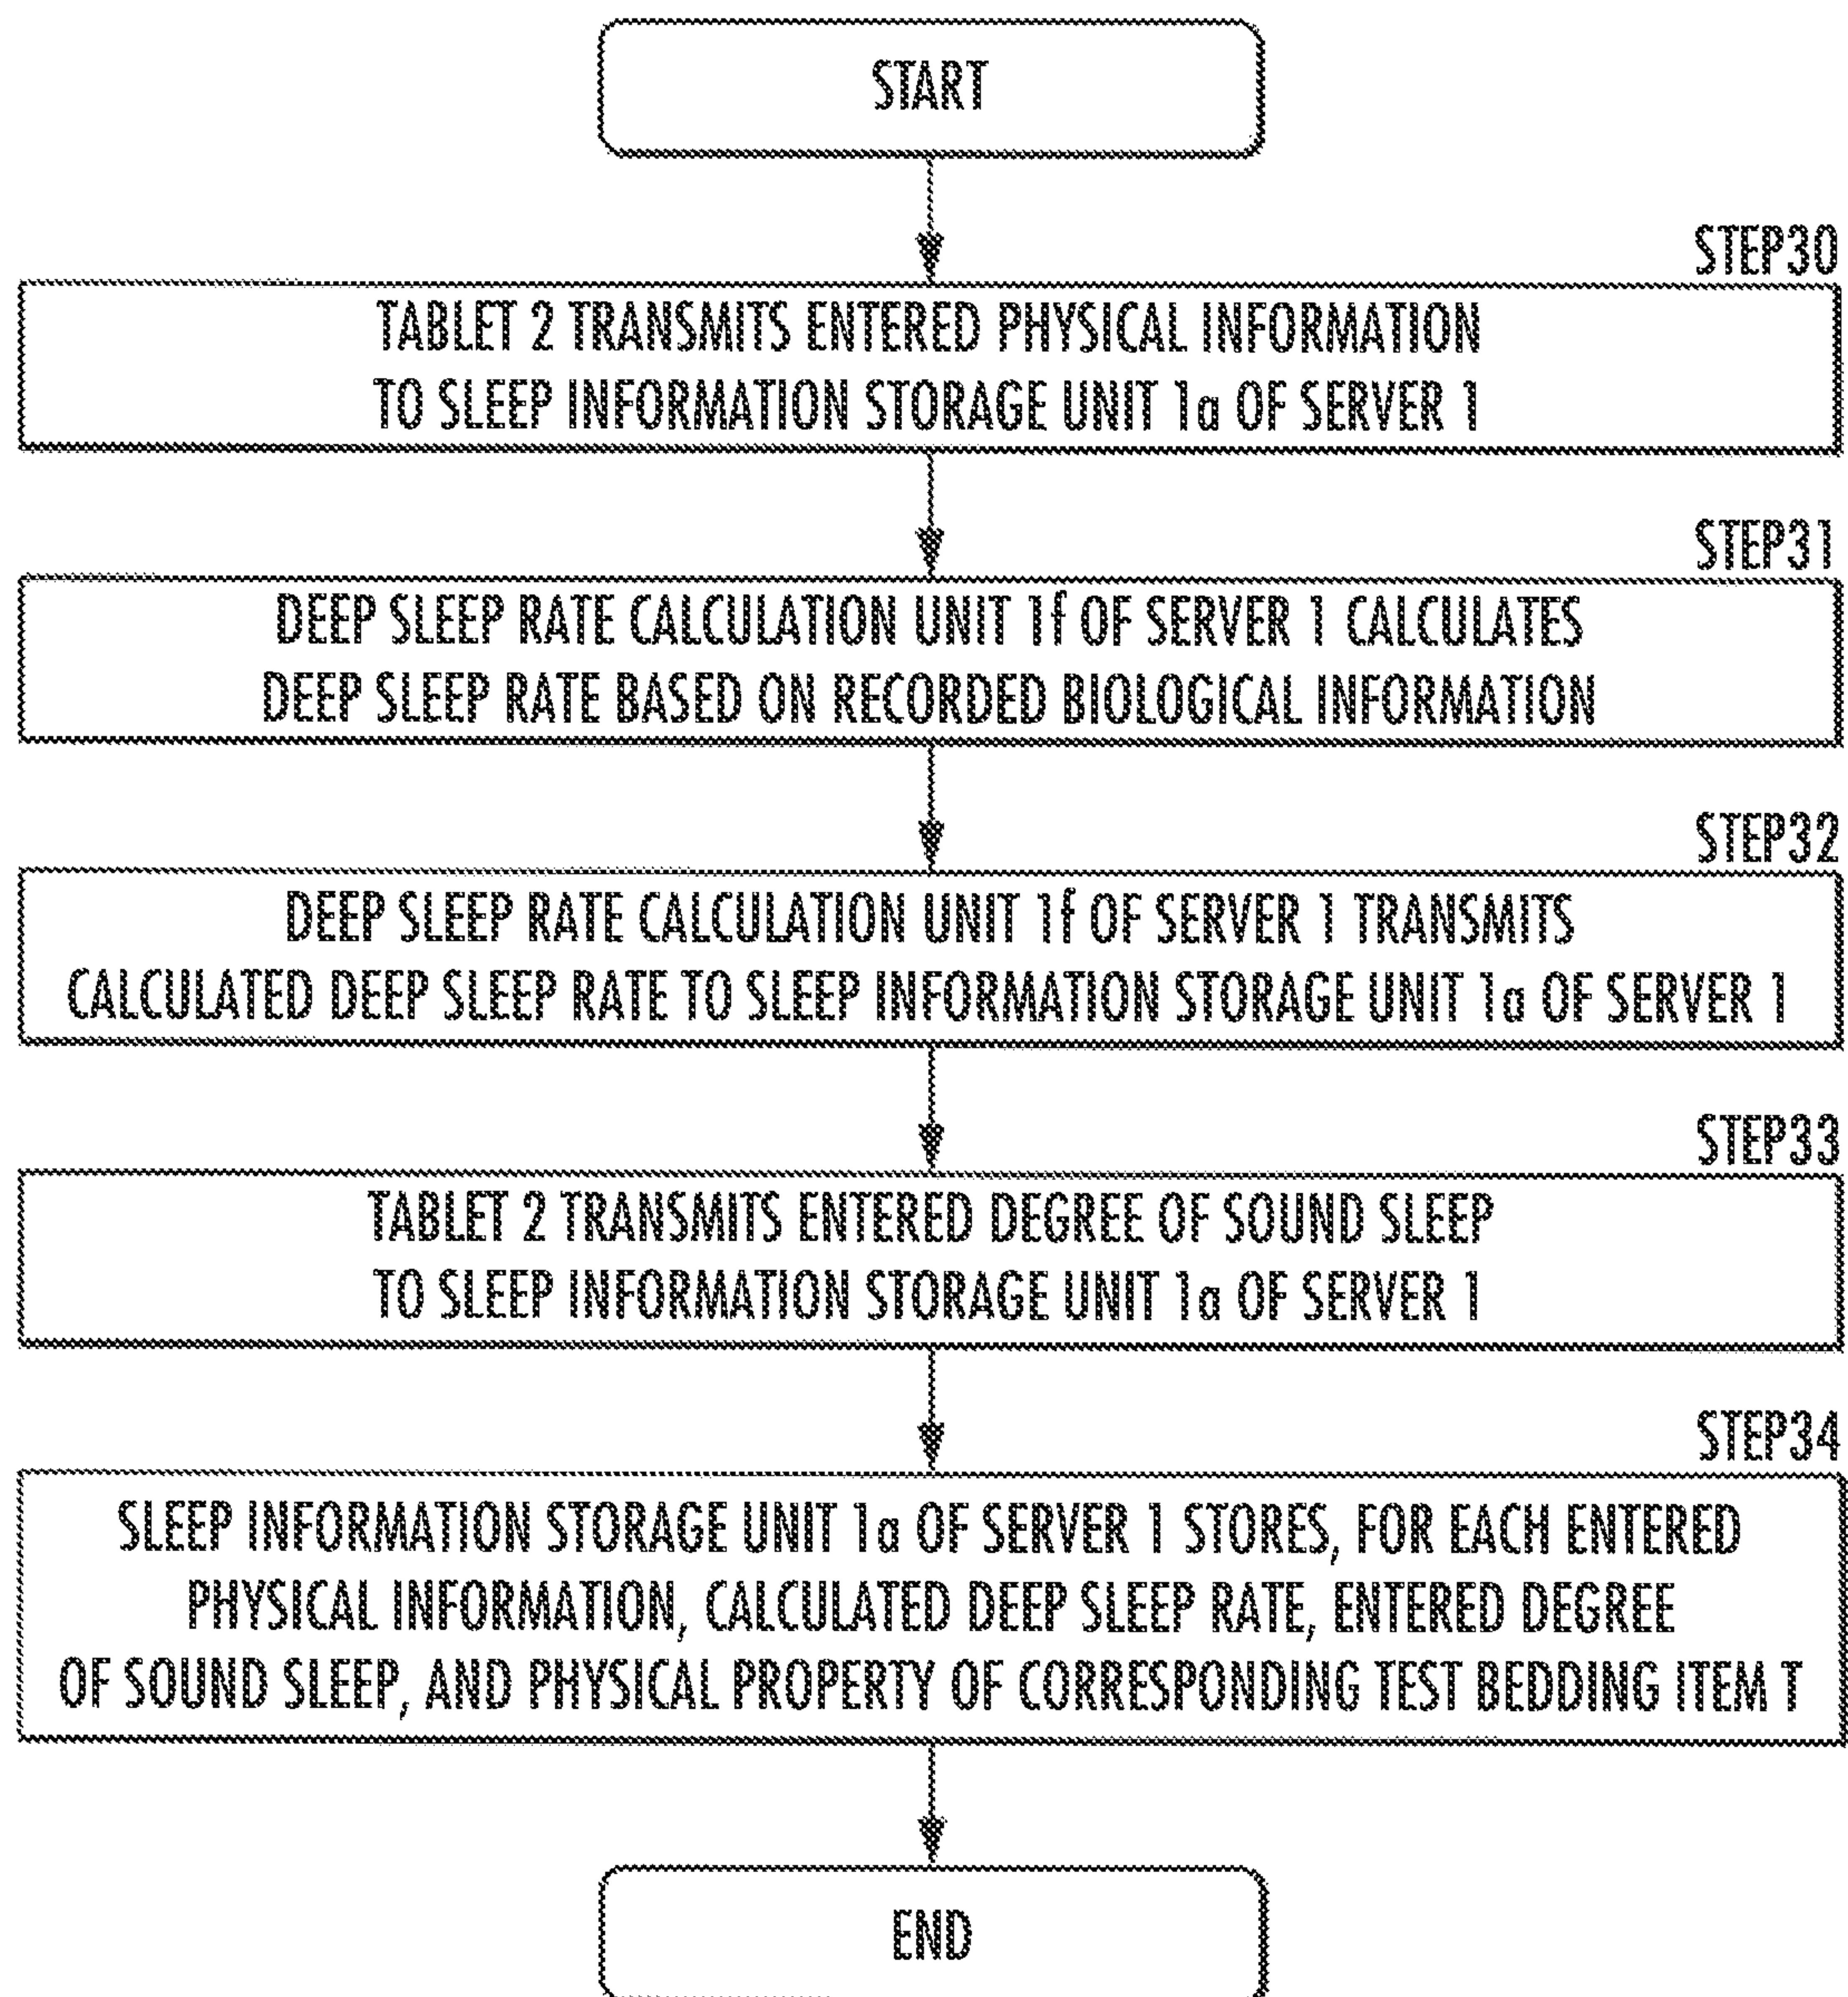 START
STEP30
TABLET 2 TRANSMITS ENTERED PHYSICAL INFORMATION
TO SLEEP INFORMATION STORAGE UNIT 1a OF SERVER 1
STEP31
DEEP SLEEP RATE CALCULATION UNIT 1f OF SERVER 1 CALCULATES
DEEP SLEEP RATE BASED ON RECORDED BIOLOGICAL INFORMATION
STEP32
DEEP SLEEP RATE CALCULATION UNIT 1f OF SERVER 1 TRANSMITS
CALCULATED DEEP SLEEP RATE TO SLEEP INFORMATION STORAGE UNIT 1a OF SERVER 1
STEP33
TABLET 2 TRANSMITS ENTERED DEGREE OF SOUND SLEEP
TO SLEEP INFORMATION STORAGE UNIT 1a OF SERVER 1
STEP34
SLEEP INFORMATION STORAGE UNIT 1a OF SERVER 1 STORES, FOR EACH ENTERED
PHYSICAL INFORMATION, CALCULATED DEEP SLEEP RATE, ENTERED DEGREE
OF SOUND SLEEP, AND PHYSICAL PROPERTY OF CORRESPONDING TEST BEDDING ITEM T
END